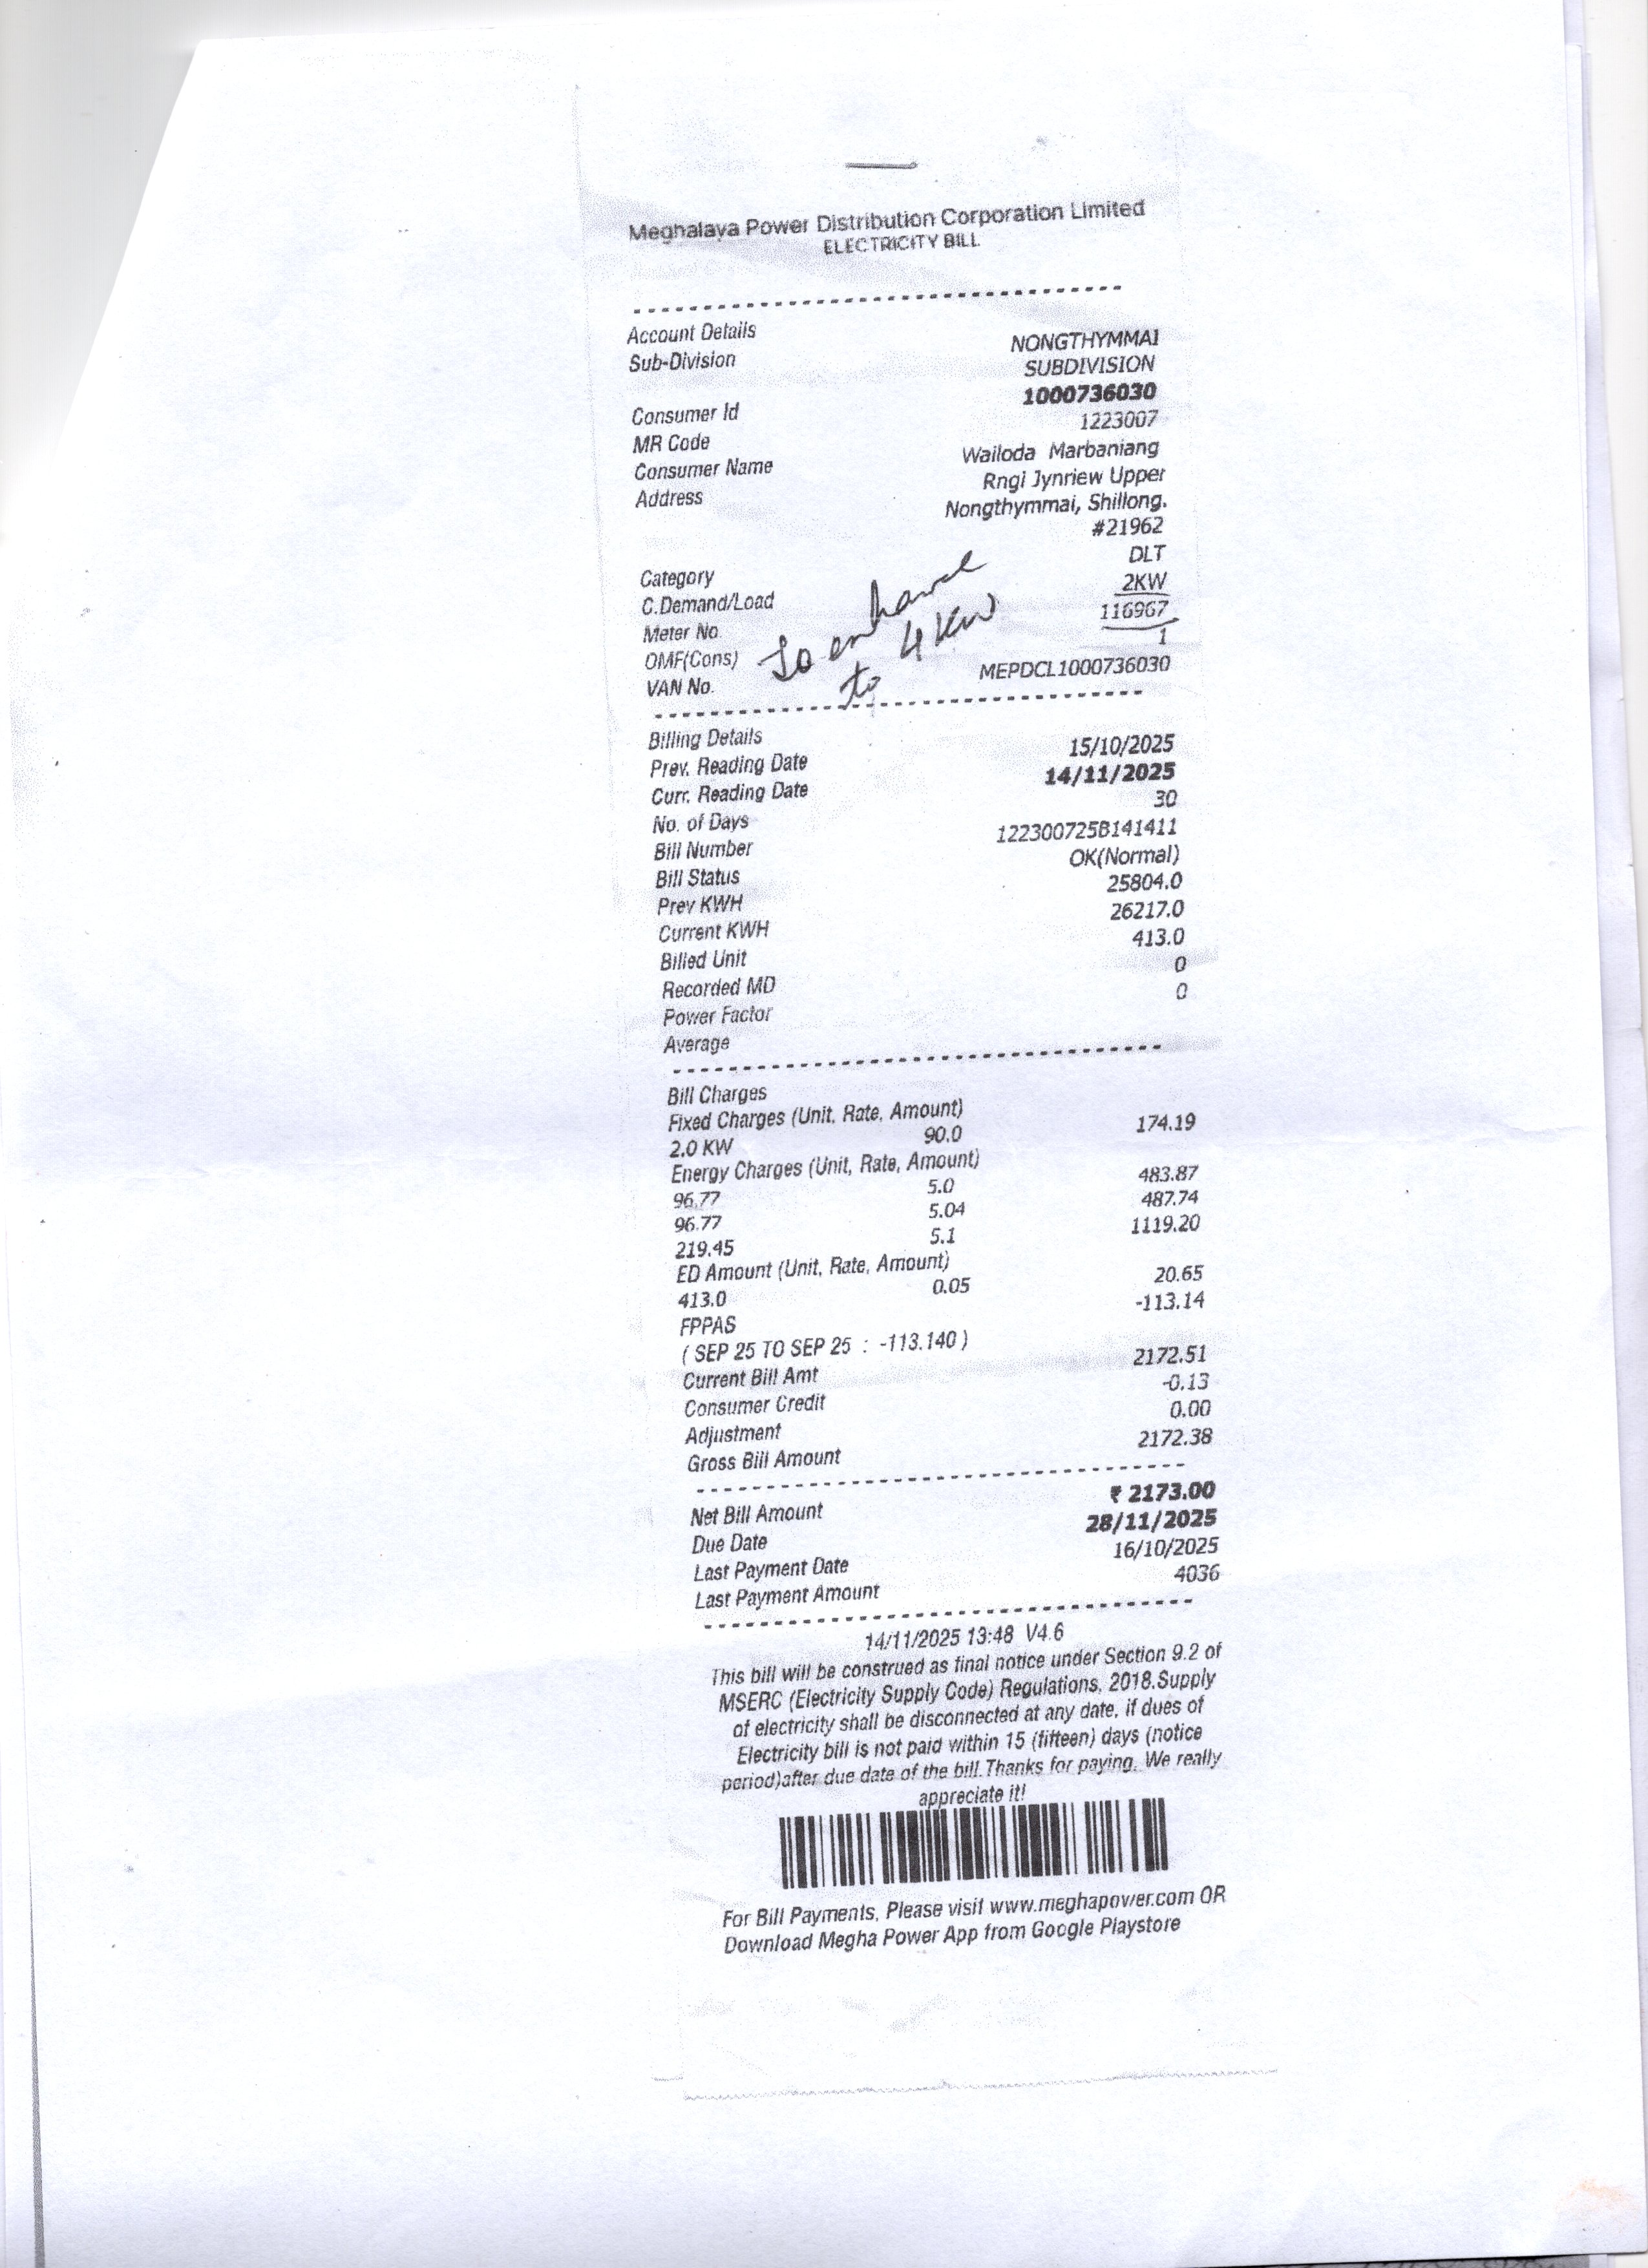 Meghalaya Power Distribution Corporation Limited
ELECTRICITY BILL
Account Details
Sub-Division NONGTHYMMAI
SUBDIVISION
Consumer Id 1000736030
MR Code 1223007
Consumer Name Wailoda Marbaniang
Address Rngi Jynriew Upper
Nongthymmai, Shillong.
#21962
Category DLT
C.Demand/Load 2KW
Meter No. 116967
OMF(Cons) 1
VAN No. MEPDCL1000736030
To enhance
to 4 KW
Billing Details
Prev. Reading Date 15/10/2025
Curr. Reading Date 14/11/2025
No. of Days 30
Bill Number 122300725B141411
Bill Status OK(Normal)
Prev KWH 25804.0
Current KWH 26217.0
Billed Unit 413.0
Recorded MD 0
Power Factor 0
Average
Bill Charges
Fixed Charges (Unit, Rate, Amount)
2.0 KW 90.0 174.19
Energy Charges (Unit, Rate, Amount)
96.77 5.0 483.87
96.77 5.04 487.74
219.45 5.1 1119.20
ED Amount (Unit, Rate, Amount)
413.0 0.05 20.65
FPPAS -113.14
( SEP 25 TO SEP 25 : -113.140 )
Current Bill Amt 2172.51
Consumer Credit -0.13
Adjustment 0.00
Gross Bill Amount 2172.38
Net Bill Amount ₹ 2173.00
Due Date 28/11/2025
Last Payment Date 16/10/2025
Last Payment Amount 4036
14/11/2025 13:48 V4.6
This bill will be construed as final notice under Section 9.2 of
MSERC (Electricity Supply Code) Regulations, 2018.Supply
of electricity shall be disconnected at any date, if dues of
Electricity bill is not paid within 15 (fifteen) days (notice
period)after due date of the bill.Thanks for paying. We really
appreciate it!
For Bill Payments, Please visit www.meghapower.com OR
Download Megha Power App from Google Playstore